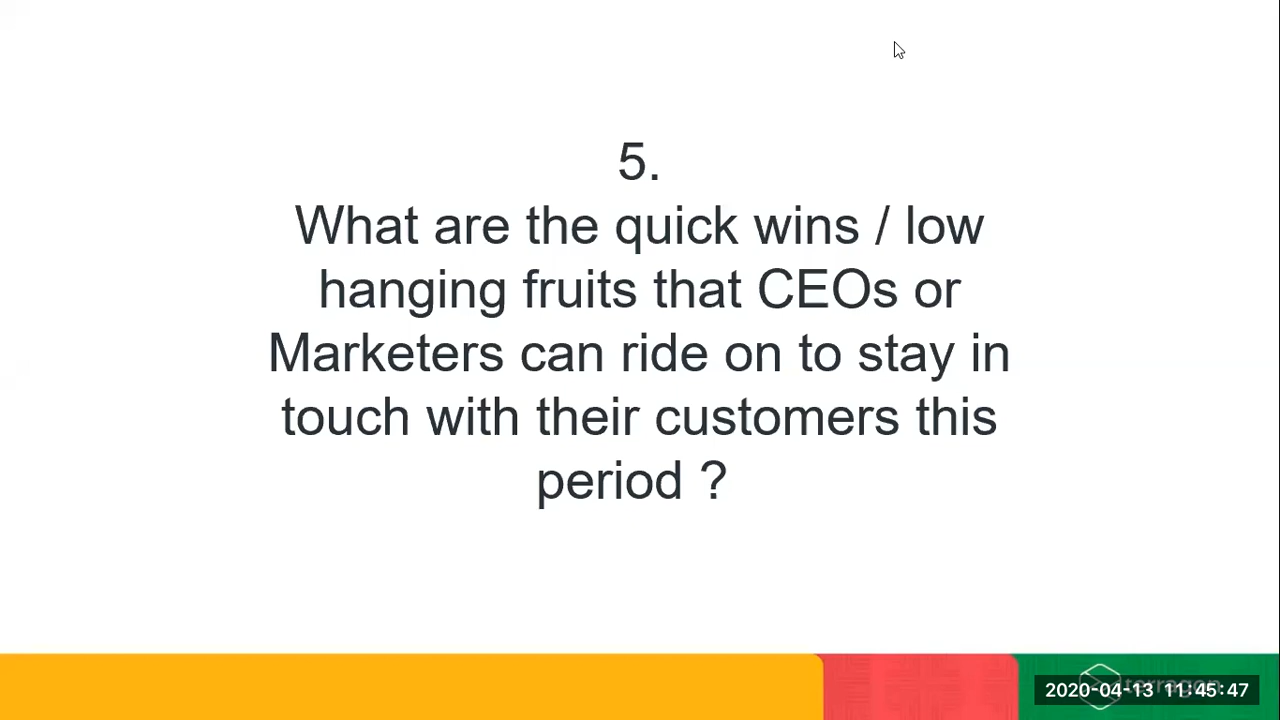 5.
What are the quick wins / low
hanging fruits that CEOs or
Marketers can ride on to stay in
touch with their customers this
period ?
terragon
2020-04-13 11:45:47